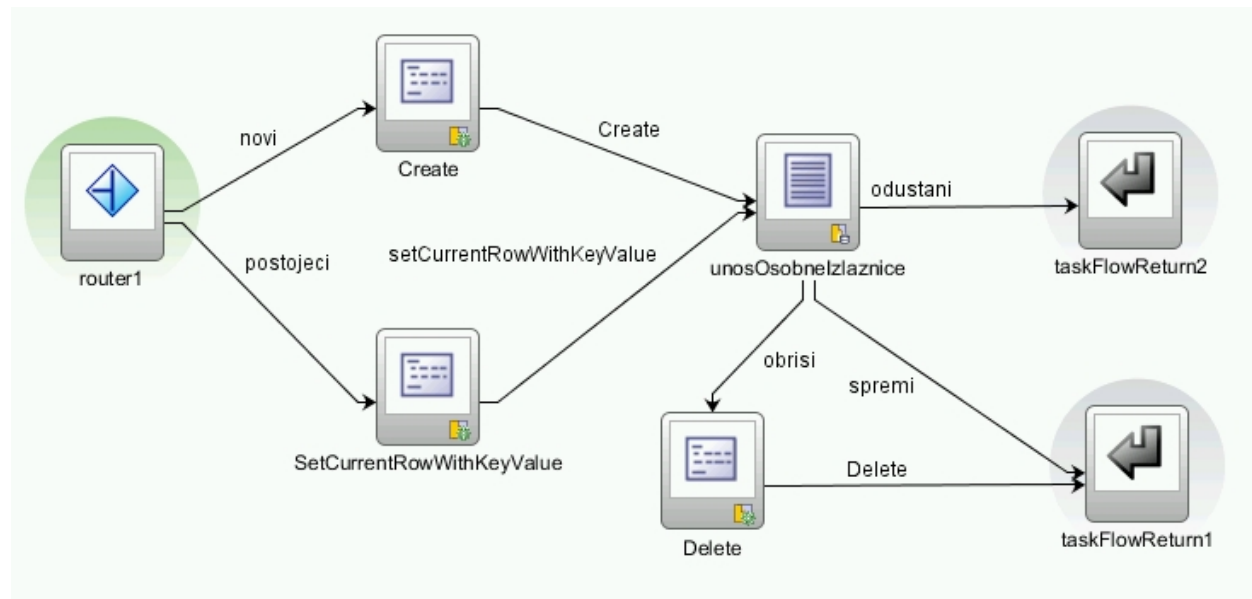 novi
Create
Create
odustani
router1
postojeci
setCurrentRowWithKeyValue
unosOsobneIzlaznice
taskFlowReturn2
obrisi
spremi
SetCurrentRowWithKeyValue
Delete
Delete
taskFlowReturn1